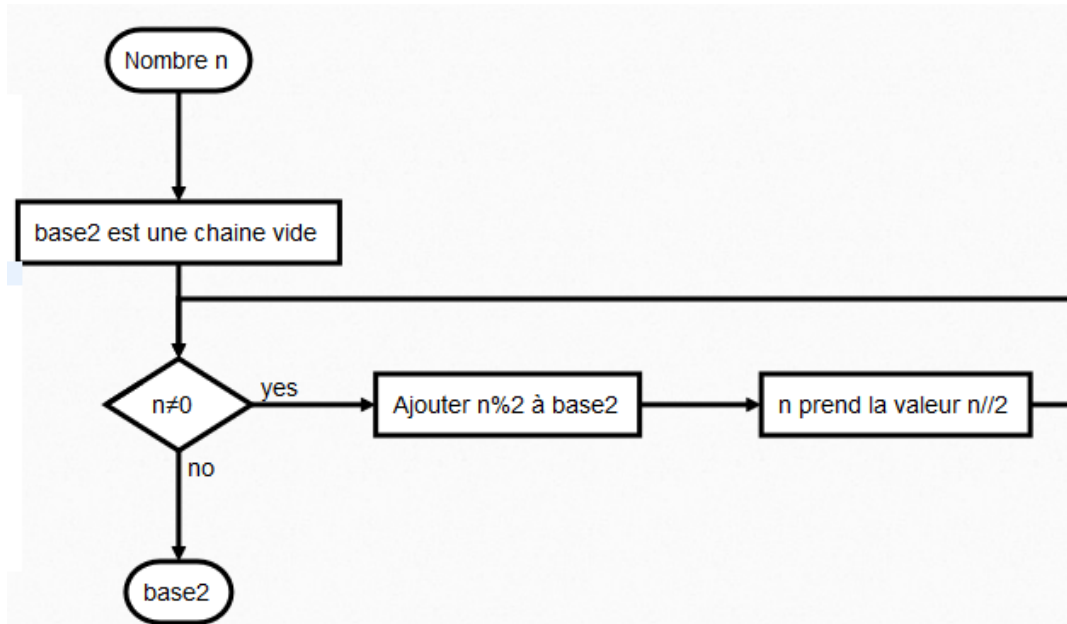 Nombre n
base2 est une chaine vide
n≠0
yes
Ajouter n%2 à base2
n prend la valeur n//2
no
base2